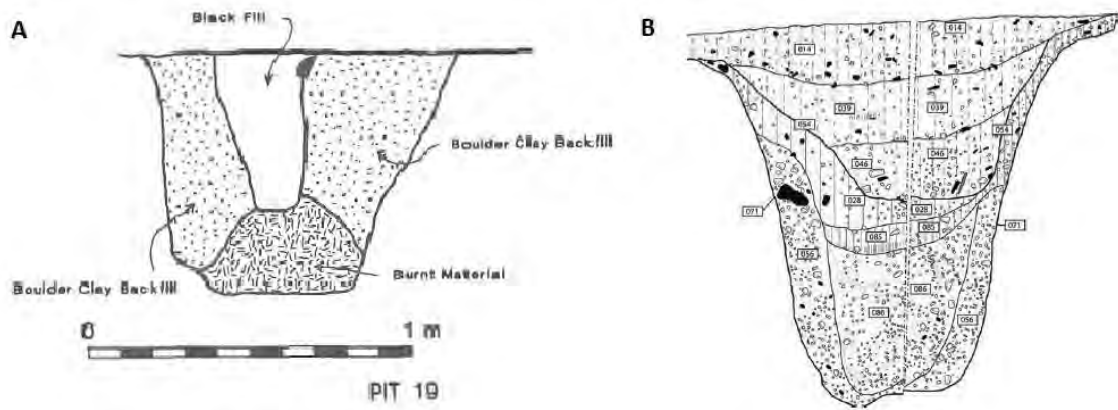 A
Black Fill
Boulder Clay Backfill
Boulder Clay Backfill
Burnt Material
0 1 m
PIT 19
B
014 014
039 039
054 054
046
046
028 028
071 085 085 071
056
086
086 056